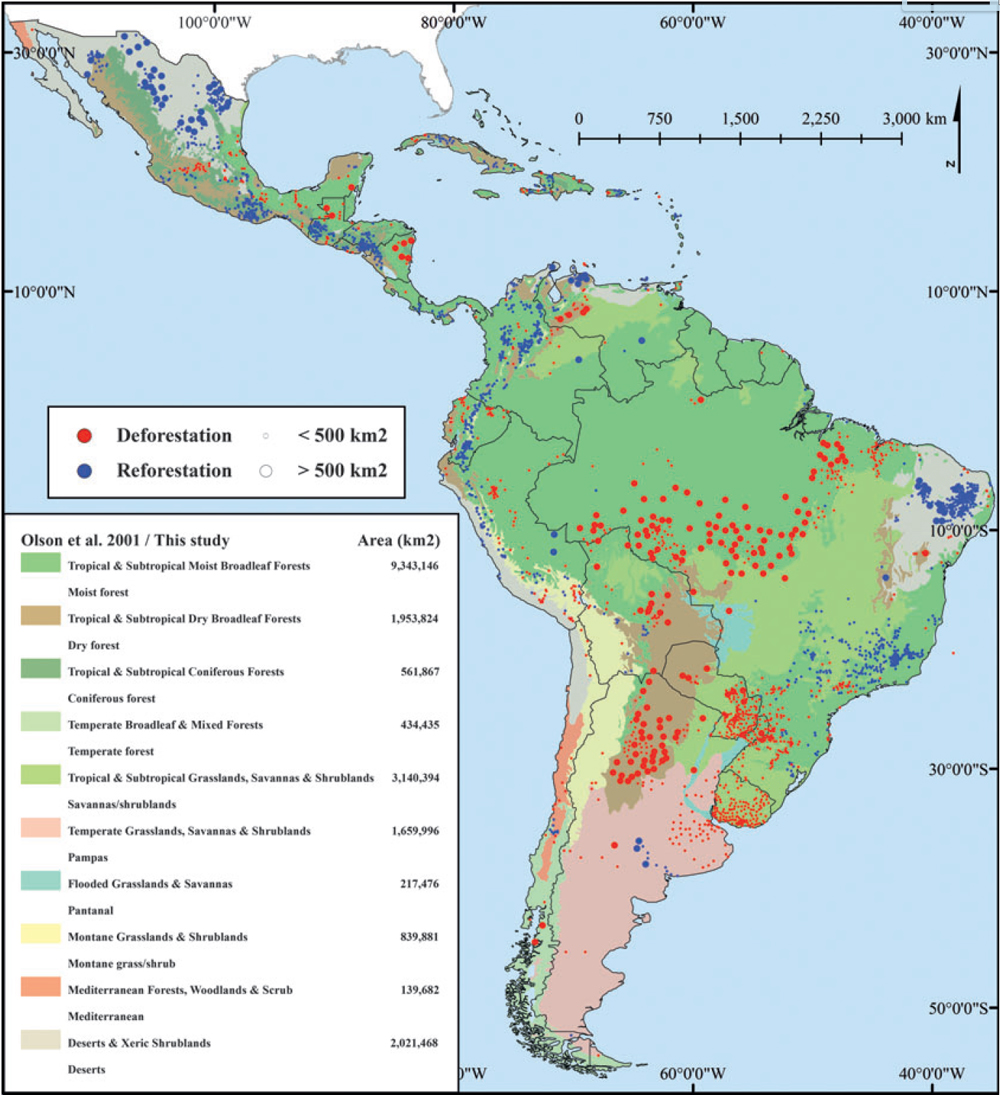 100°0'0"W 80°0'0"W 60°0'0"W 40°0'0"W
30°0'0"N 30°0'0"N
0 750 1,500 2,250 3,000 km
N
10°0'0"N 10°0'0"N
Deforestation < 500 km2
Reforestation > 500 km2
10°0'0"S
Olson et al. 2001 / This study Area (km2)
Tropical & Subtropical Moist Broadleaf Forests 9,343,146
Moist forest
Tropical & Subtropical Dry Broadleaf Forests 1,953,824
Dry forest
Tropical & Subtropical Coniferous Forests 561,867
Coniferous forest
Temperate Broadleaf & Mixed Forests 434,435
Temperate forest
Tropical & Subtropical Grasslands, Savannas & Shrublands 3,140,394
Savannas/shrublands
30°0'0"S
Temperate Grasslands, Savannas & Shrublands 1,659,996
Pampas
Flooded Grasslands & Savannas 217,476
Pantanal
Montane Grasslands & Shrublands 839,881
Montane grass/shrub
Mediterranean Forests, Woodlands & Scrub 139,682
Mediterranean
50°0'0"S
Deserts & Xeric Shrublands 2,021,468
Deserts
0"W 60°0'0"W 40°0'0"W